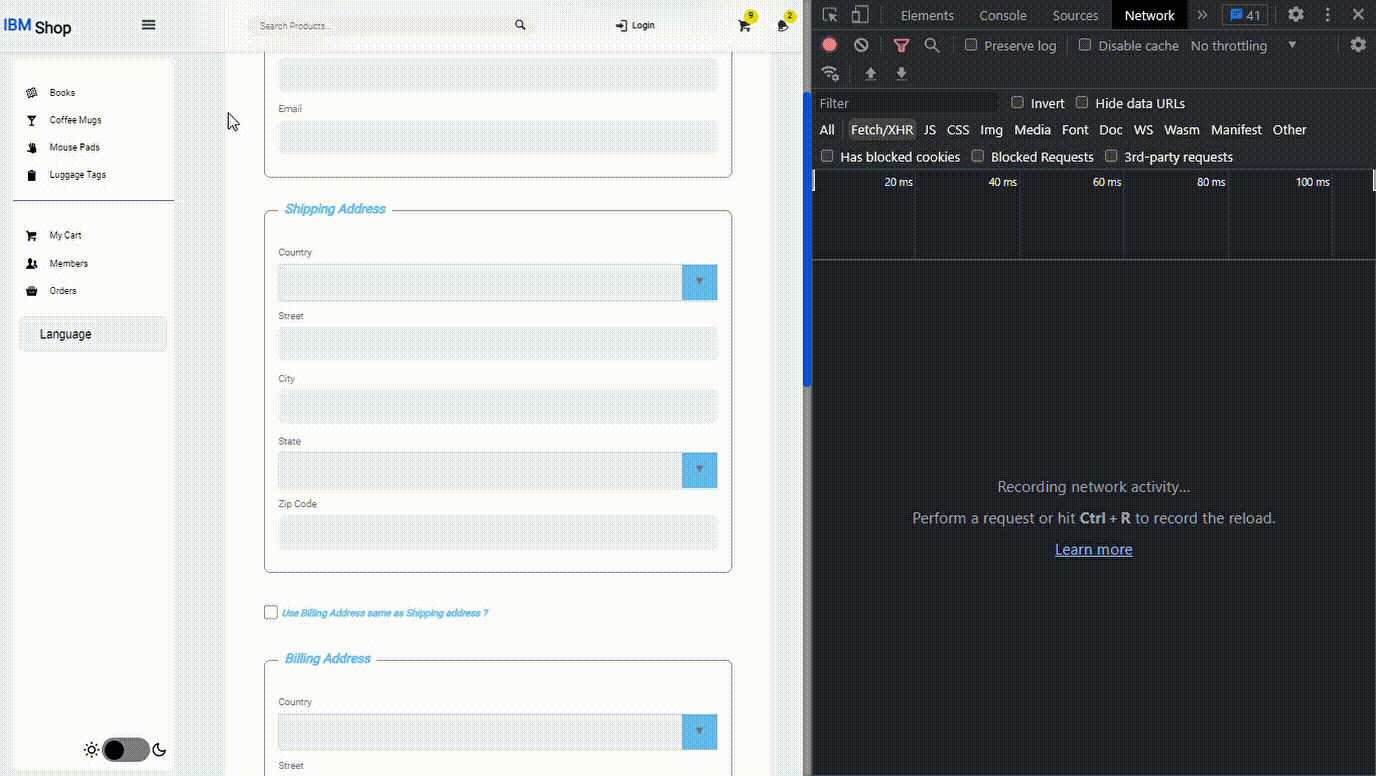 IBM Shop
Search Products...
Login
9
2
Books
Coffee Mugs
Mouse Pads
Luggage Tags
My Cart
Members
Orders
Language
Email
Shipping Address
Country
Street
City
State
Zip Code
Use Billing Address same as Shipping address ?
Billing Address
Country
Street
Elements
Console
Sources
Network
41
Preserve log
Disable cache
No throttling
Filter
Invert
Hide data URLs
All Fetch/XHR JS CSS Img Media Font Doc WS Wasm Manifest Other
Has blocked cookies
Blocked Requests
3rd-party requests
20 ms
40 ms
60 ms
80 ms
100 ms
Recording network activity...
Perform a request or hit Ctrl + R to record the reload.
Learn more